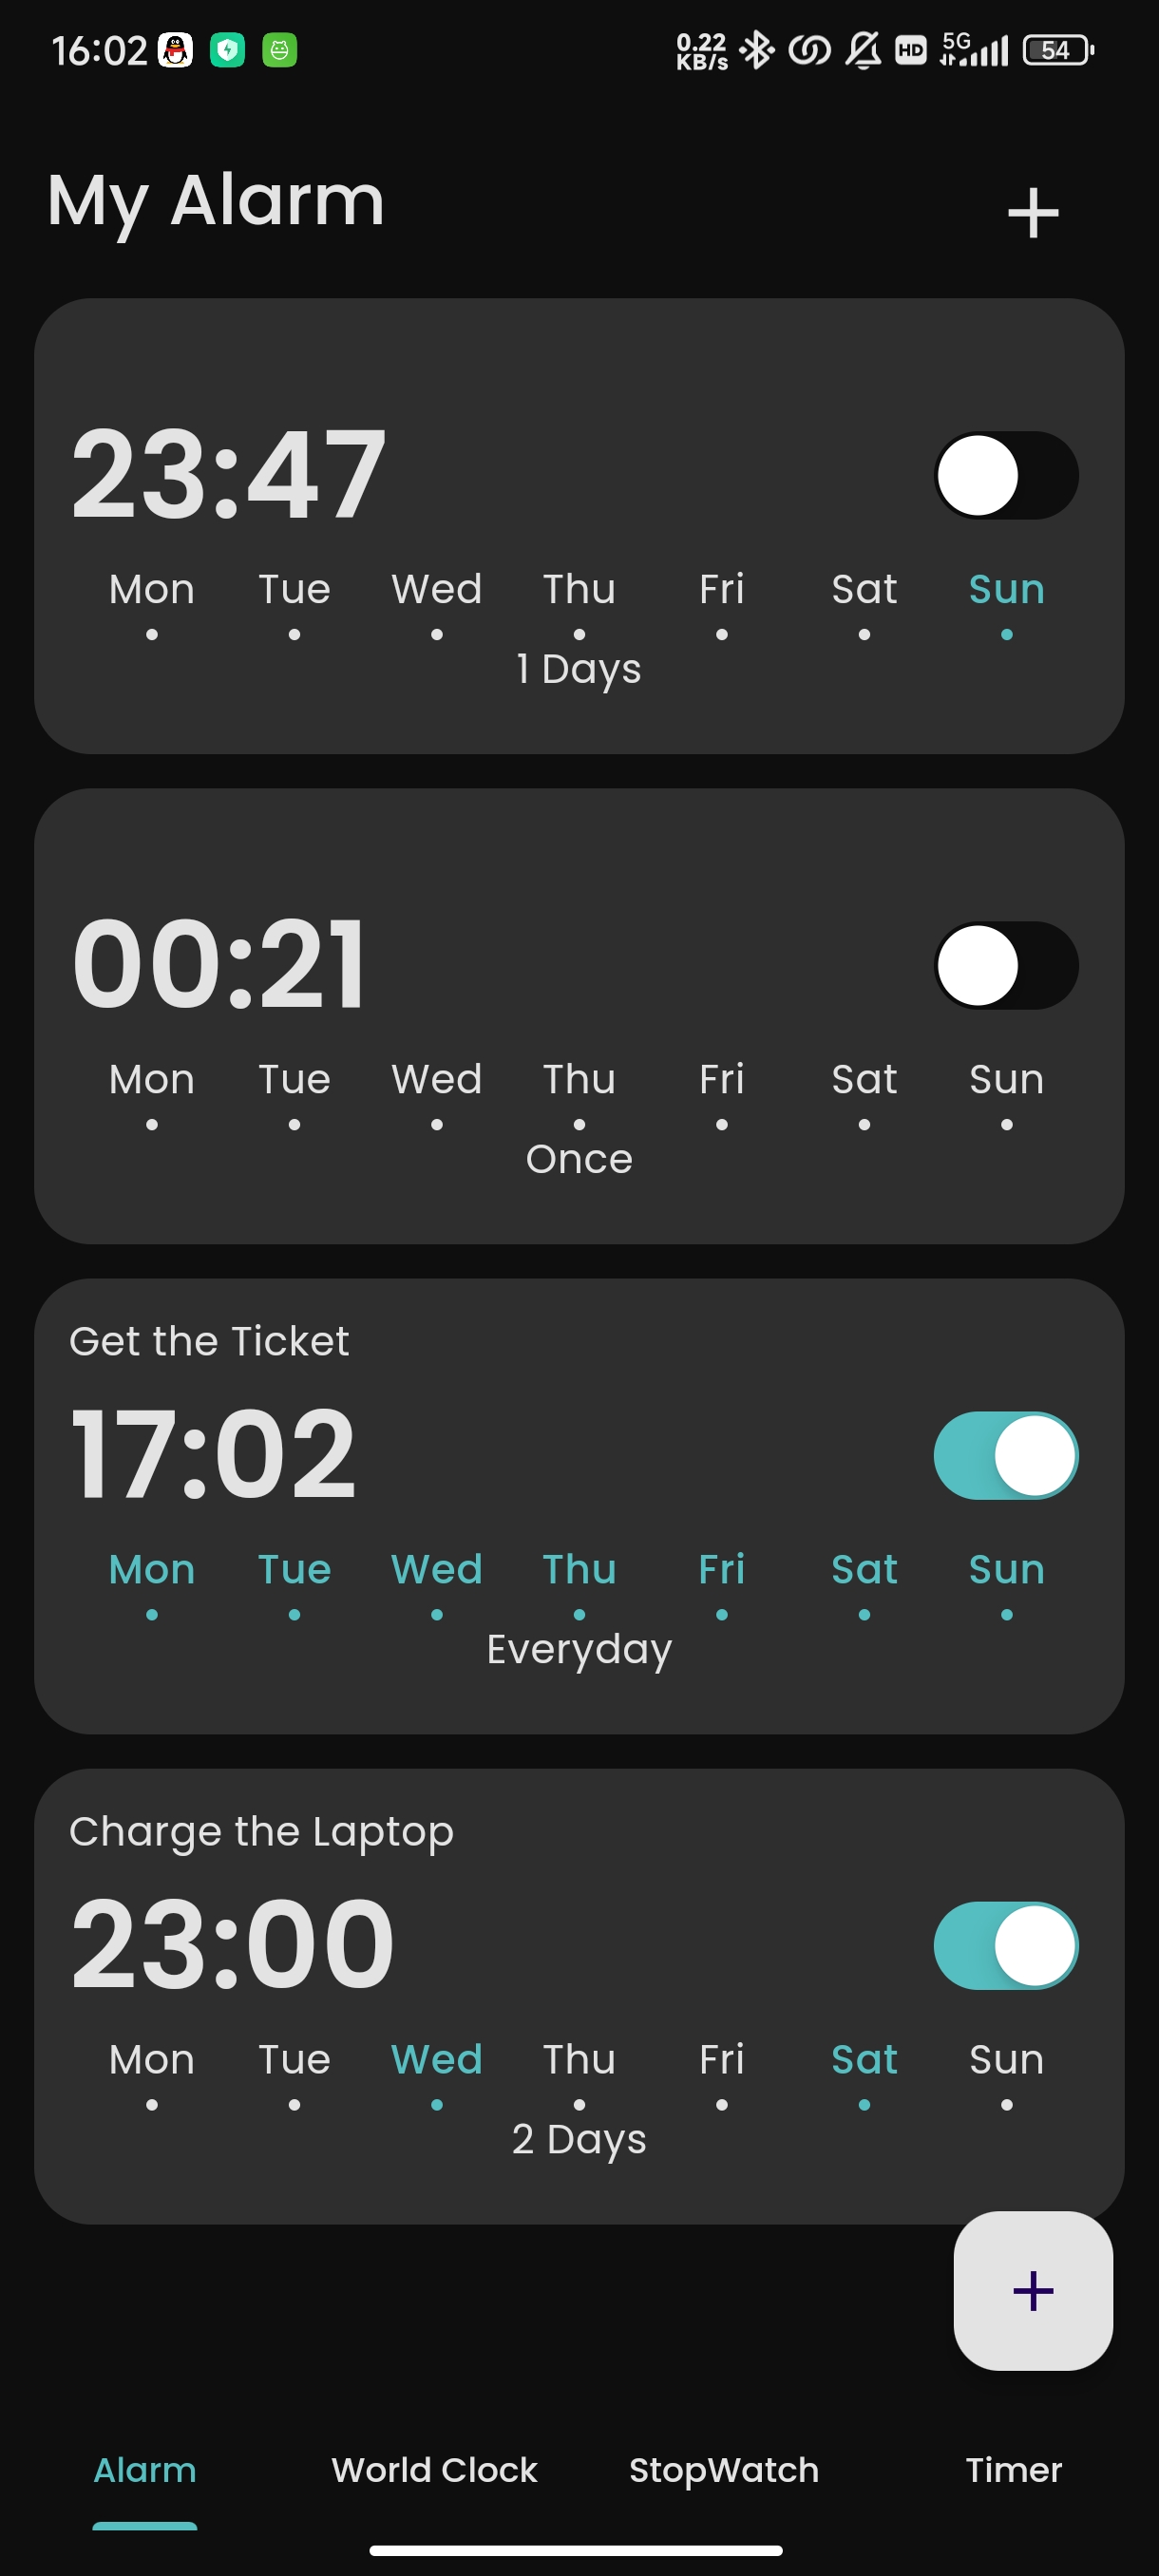 16:02 0.22 KB/s HD 5G 54
My Alarm
23:47
Mon Tue Wed Thu Fri Sat Sun
1 Days
00:21
Mon Tue Wed Thu Fri Sat Sun
Once
Get the Ticket
17:02
Mon Tue Wed Thu Fri Sat Sun
Everyday
Charge the Laptop
23:00
Mon Tue Wed Thu Fri Sat Sun
2 Days
Alarm World Clock StopWatch Timer